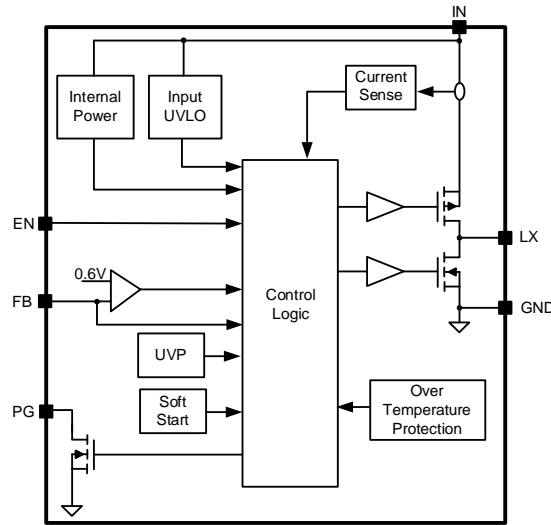 IN
Internal
Power
Input
UVLO
Current
Sense
EN
LX
0.6V
FB
GND
Control
Logic
UVP
Soft
Start
PG
Over
Temperature
Protection